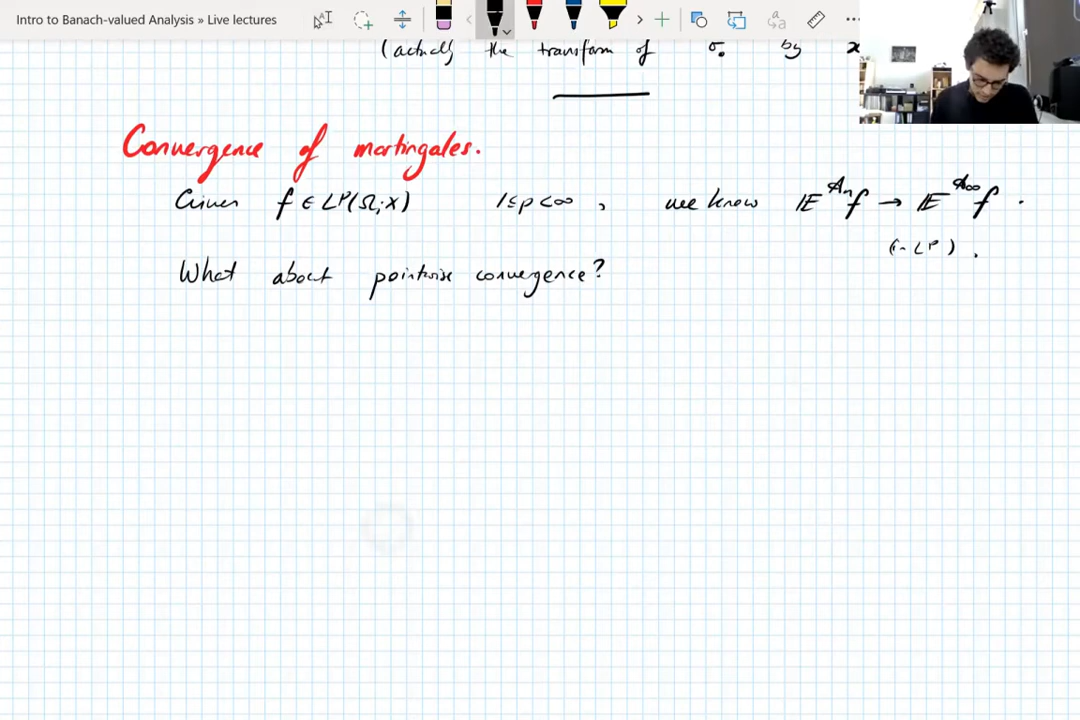 Intro to Banach-valued Analysis » Live lectures
(actually the transform of σ. by x
Convergence of martingales.
Given f ∈ L^p(Ω; X) 1≤p<∞, we know 𝔼^{𝒜_n} f → 𝔼^{𝒜_∞} f.
(in L^p).
What about pointwise convergence?